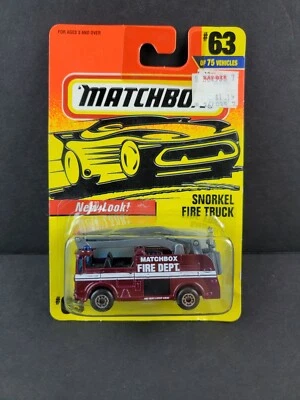 FOR AGES 3 AND OVER
#63
OF 75 VEHICLES
MATCHBOX
New Look!
SNORKEL
FIRE TRUCK
MATCHBOX
FIRE DEPT.